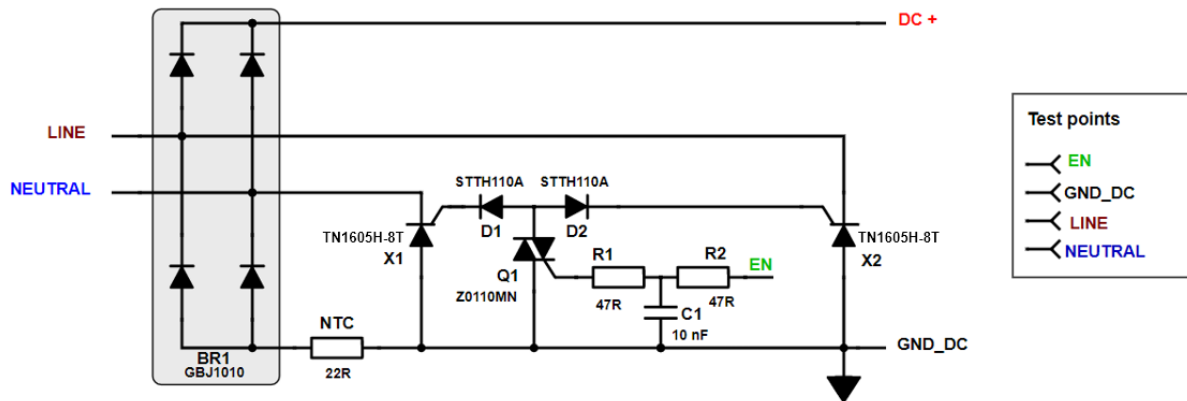 DC +
LINE
NEUTRAL
STTH110A
STTH110A
TN1605H-8T
X1
D1
D2
TN1605H-8T
X2
Q1
Z0110MN
R1
47R
R2
47R
EN
C1
10 nF
NTC
22R
BR1
GBJ1010
GND_DC
Test points
EN
GND_DC
LINE
NEUTRAL